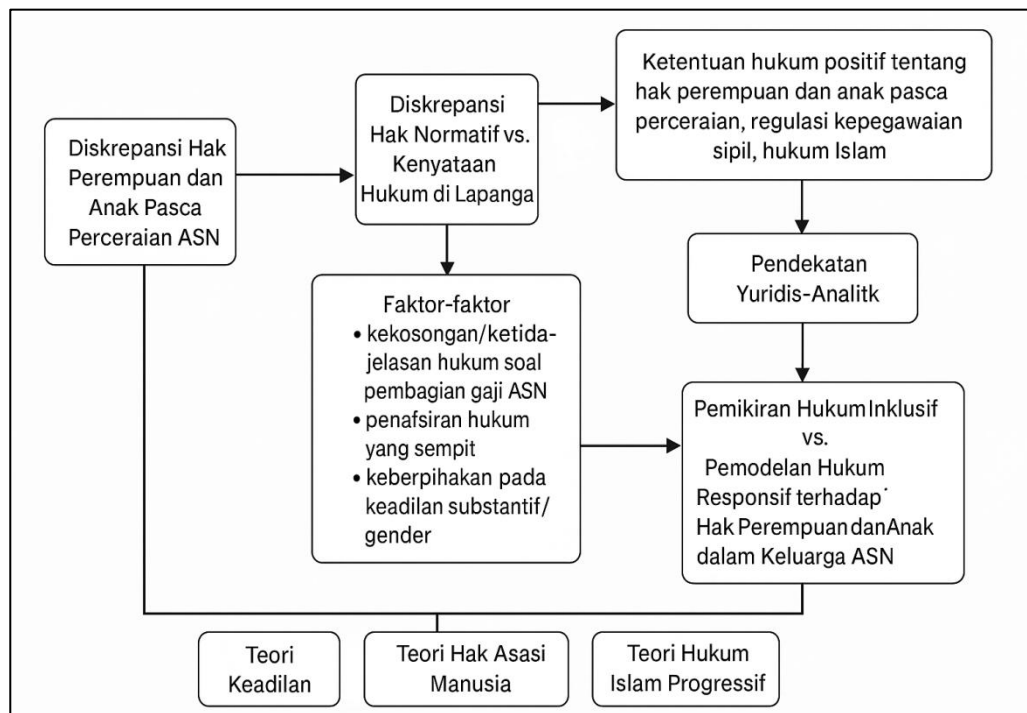 Diskrepansi Hak
Perempuan dan
Anak Pasca
Perceraian ASN
Diskrepansi
Hak Normatif vs.
Kenyataan
Hukum di Lapanga
Ketentuan hukum positif tentang
hak perempuan dan anak pasca
perceraian, regulasi kepegawaian
sipil, hukum Islam
Faktor-faktor
• kekosongan/ketida-
jelasan hukum soal
pembagian gaji ASN
• penafsiran hukum
yang sempit
• keberpihakan pada
keadilan substantif/
gender
Pendekatan
Yuridis-Analitk
Pemikiran Hukum Inklusif
vs.
Pemodelan Hukum
Responsif terhadap
Hak Perempuan dan Anak
dalam Keluarga ASN
Teori
Keadilan
Teori Hak Asasi
Manusia
Teori Hukum
Islam Progressif